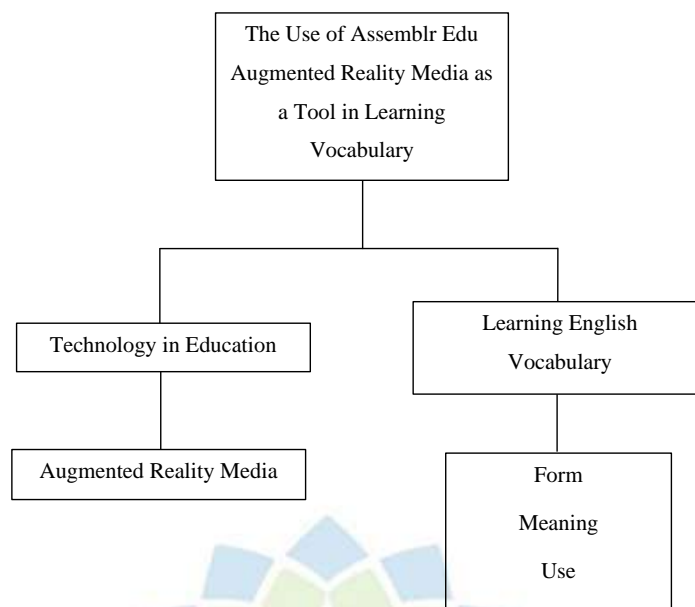 The Use of Assemblr Edu
Augmented Reality Media as
a Tool in Learning
Vocabulary
Technology in Education
Learning English
Vocabulary
Augmented Reality Media
Form
Meaning
Use